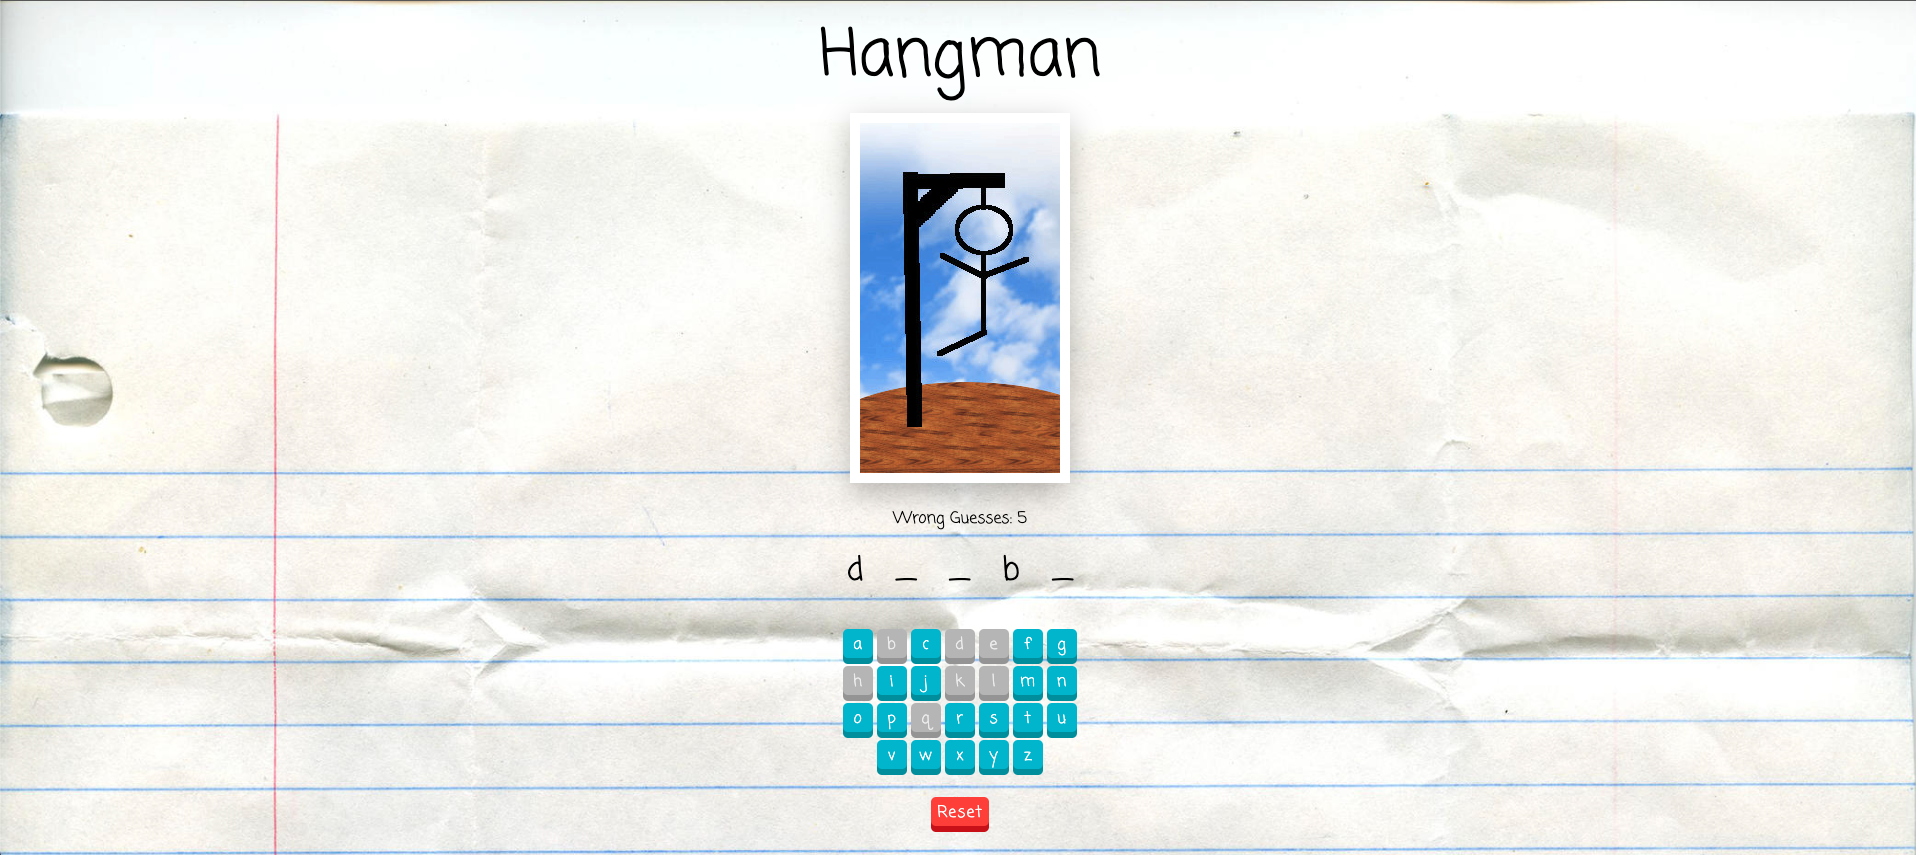 Hangman
Wrong Guesses: 5
d _ _ b _
a b c d e f g
h i j k l m n
o p q r s t u
v w x y z
Reset